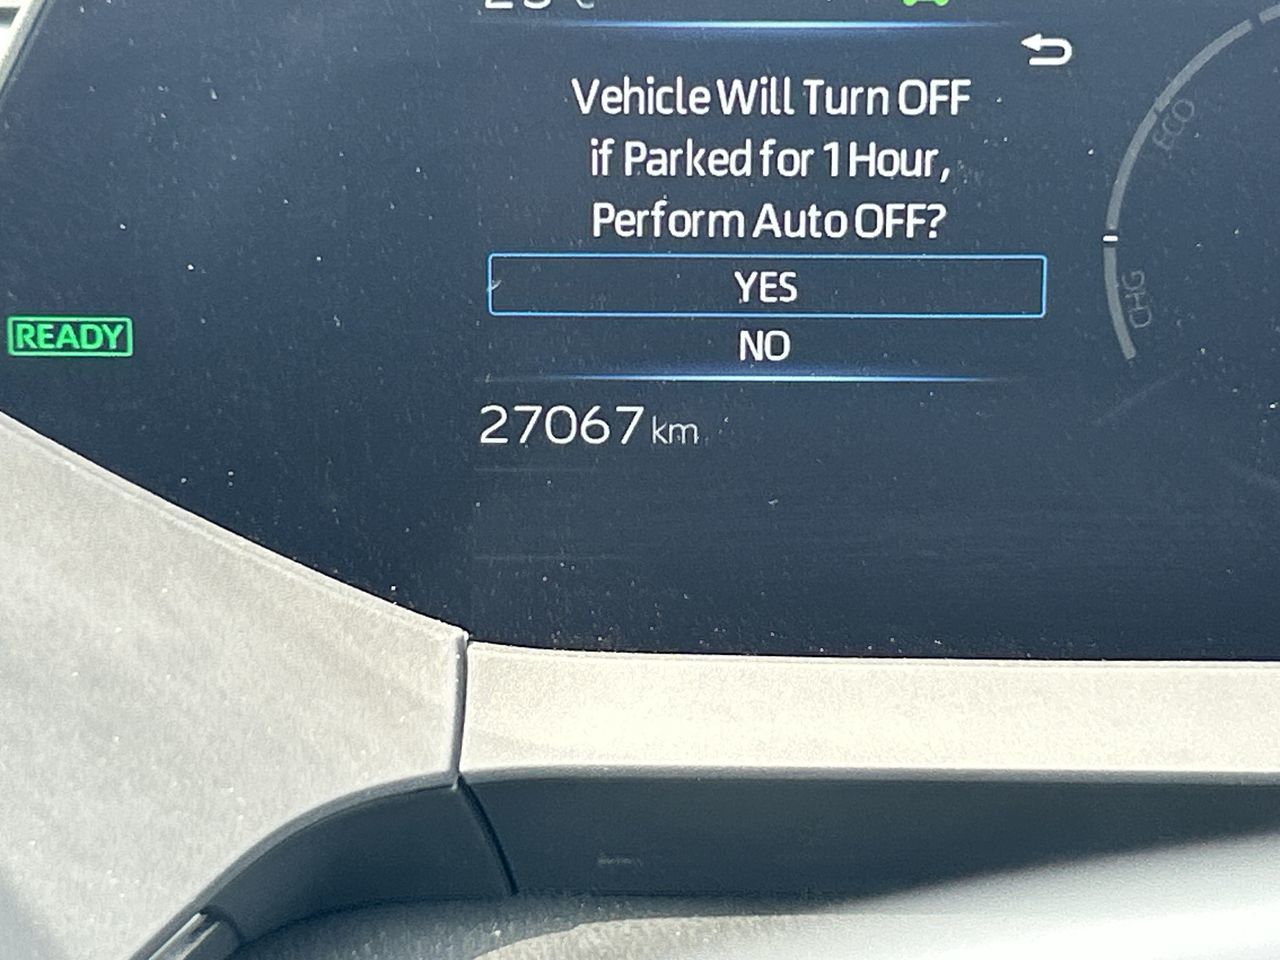 Vehicle Will Turn OFF
if Parked for 1 Hour,
Perform Auto OFF?
YES
NO
READY
27067 km
ECO
CHG